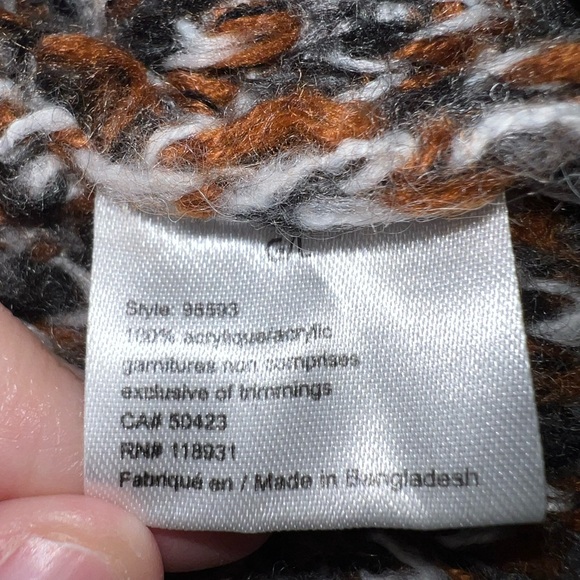 G/L
Style: 98593
100% acrylique/acrylic
garnitures non comprises
exclusive of trimmings
CA# 50423
RN# 118931
Fabriqué en / Made in Bangladesh